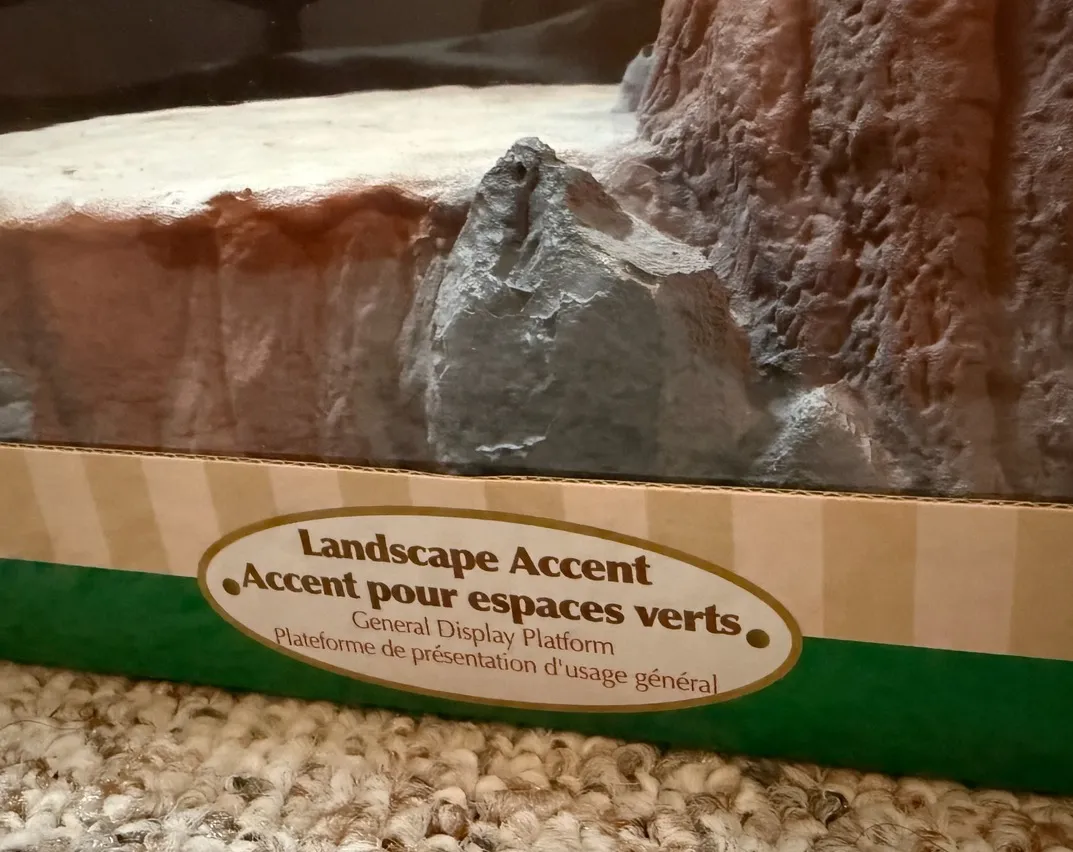 Landscape Accent
Accent pour espaces verts
General Display Platform
Plateforme de présentation d'usage général